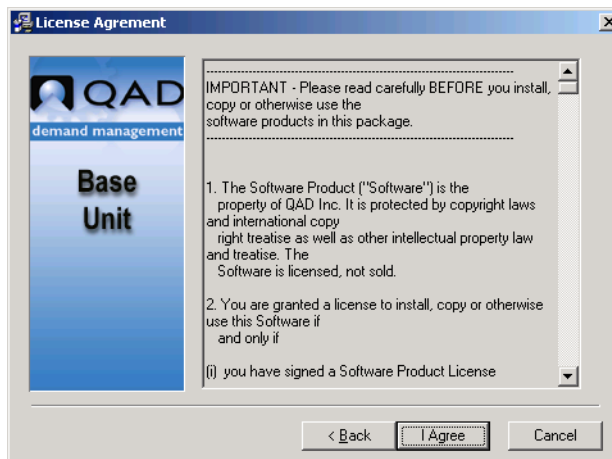 License Agrement
QAD
demand management
Base
Unit
--------------------------------------------------------------------------------
IMPORTANT - Please read carefully BEFORE you install,
copy or otherwise use the
software products in this package.
--------------------------------------------------------------------------------
1. The Software Product ("Software") is the
property of QAD Inc. It is protected by copyright laws
and international copy
right treatise as well as other intellectual property law
and treatise. The
Software is licensed, not sold.
2. You are granted a license to install, copy or otherwise
use this Software if
and only if
(i) you have signed a Software Product License
< Back
I Agree
Cancel